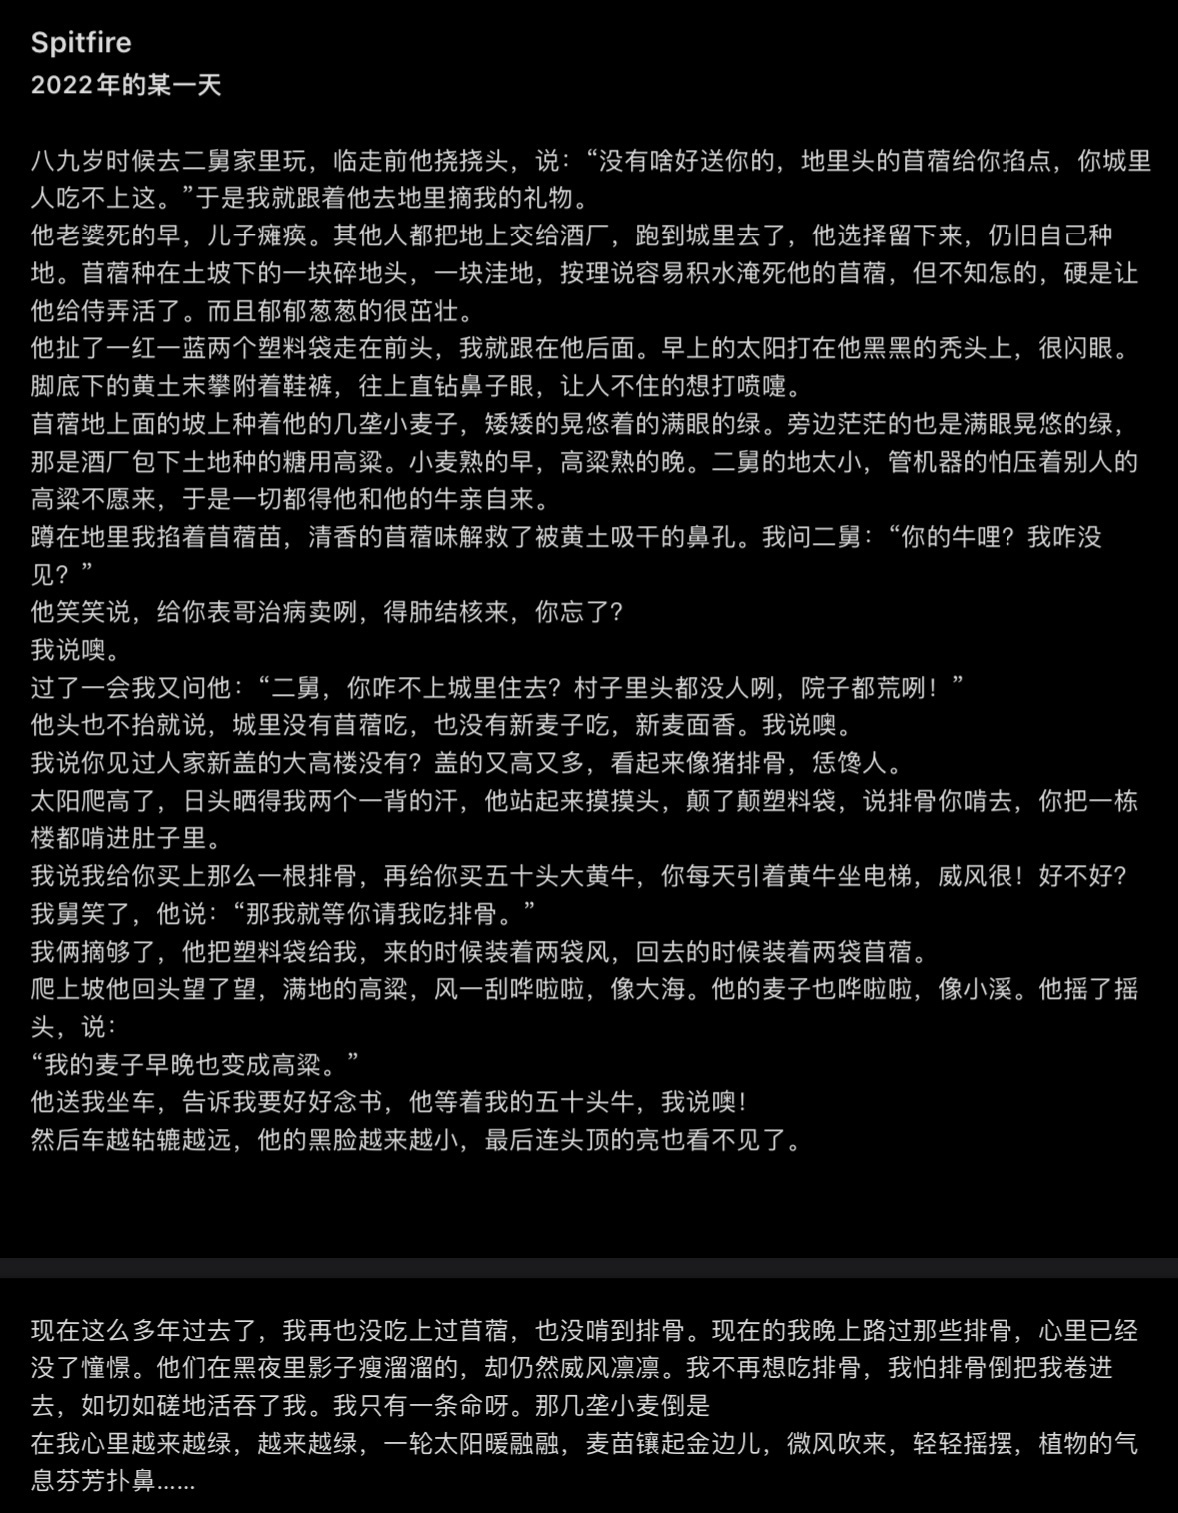 Spitfire
2022年的某一天
八九岁时候去二舅家里玩，临走前他挠挠头，说：“没有啥好送你的，地里头的苜蓿给你掐点，你城里
人吃不上这。”于是我就跟着他去地里摘我的礼物。
他老婆死的早，儿子瘫痪。其他人都把地上交给酒厂，跑到城里去了，他选择留下来，仍旧自己种
地。苜蓿种在土坡下的一块碎地头，一块洼地，按理说容易积水淹死他的苜蓿，但不知怎的，硬是让
他给侍弄活了。而且郁郁葱葱的很茁壮。
他扯了一红一蓝两个塑料袋走在前头，我就跟在他后面。早上的太阳打在他黑黑的秃头上，很闪眼。
脚底下的黄土末攀附着鞋裤，往上直钻鼻子眼，让人不住的想打喷嚏。
苜蓿地上面的坡上种着他的几垄小麦子，矮矮的晃悠着的满眼的绿。旁边茫茫的也是满眼晃悠的绿，
那是酒厂包下土地种的糖用高粱。小麦熟的早，高粱熟的晚。二舅的地太小，管机器的怕压着别人的
高粱不愿来，于是一切都得他和他的牛亲自来。
蹲在地里我掐着苜蓿苗，清香的苜蓿味解救了被黄土吸干的鼻孔。我问二舅：“你的牛哩？我咋没
见？”
他笑笑说，给你表哥治病卖咧，得肺结核来，你忘了？
我说噢。
过了一会我又问他：“二舅，你咋不上城里住去？村子里头都没人咧，院子都荒咧！”
他头也不抬就说，城里没有苜蓿吃，也没有新麦子吃，新麦面香。我说噢。
我说你见过人家新盖的大高楼没有？盖的又高又多，看起来像猪排骨，恁馋人。
太阳爬高了，日头晒得我两个一背的汗，他站起来摸摸头，颠了颠塑料袋，说排骨你啃去，你把一栋
楼都啃进肚子里。
我说我给你买上那么一根排骨，再给你买五十头大黄牛，你每天引着黄牛坐电梯，威风很！好不好？
我舅笑了，他说：“那我就等你请我吃排骨。”
我俩摘够了，他把塑料袋给我，来的时候装着两袋风，回去的时候装着两袋苜蓿。
爬上坡他回头望了望，满地的高粱，风一刮哗啦啦，像大海。他的麦子也哗啦啦，像小溪。他摇了摇
头，说：
“我的麦子早晚也变成高粱。”
他送我坐车，告诉我要好好念书，他等着我的五十头牛，我说噢！
然后车越轱辘越远，他的黑脸越来越小，最后连头顶的亮也看不见了。
现在这么多年过去了，我再也没吃上过苜蓿，也没啃到排骨。现在的我晚上路过那些排骨，心里已经
没了憧憬。他们在黑夜里影子瘦溜溜的，却仍然威风凛凛。我不再想吃排骨，我怕排骨倒把我卷进
去，如切如磋地活吞了我。我只有一条命呀。那几垄小麦倒是
在我心里越来越绿，越来越绿，一轮太阳暖融融，麦苗镶起金边儿，微风吹来，轻轻摇摆，植物的气
息芬芳扑鼻……